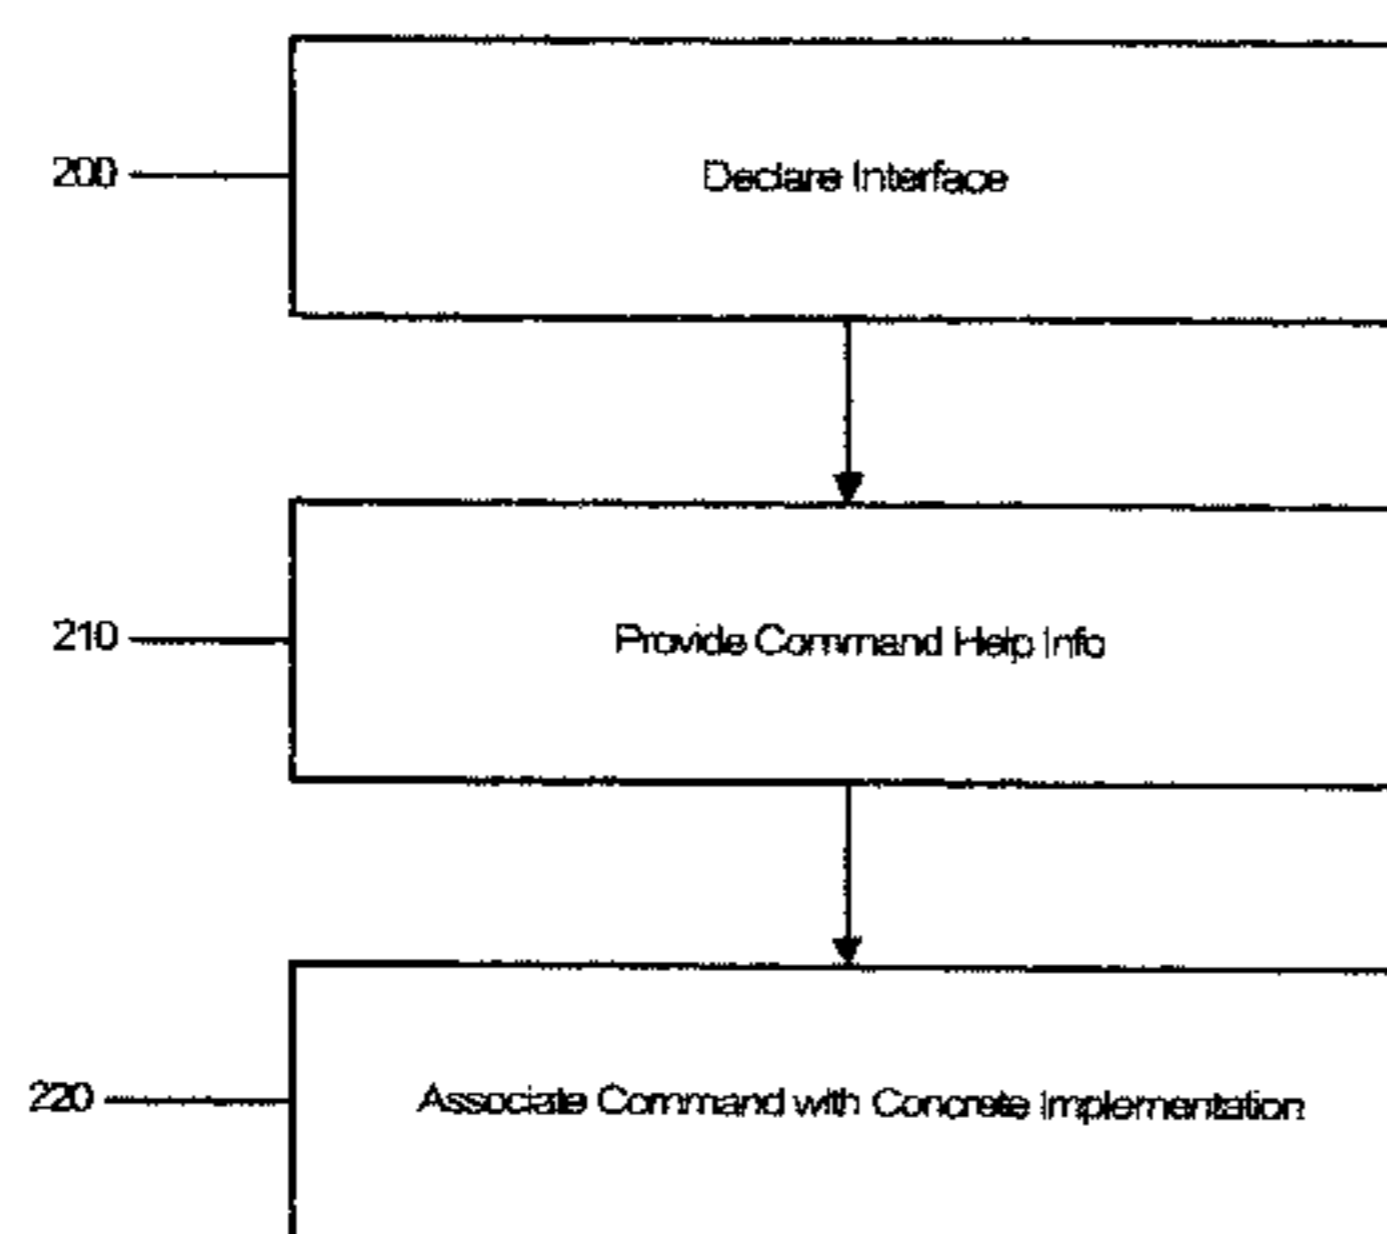 200 Declare Interface
210 Provide Command Help Info
220 Associate Command with Concrete Implementation